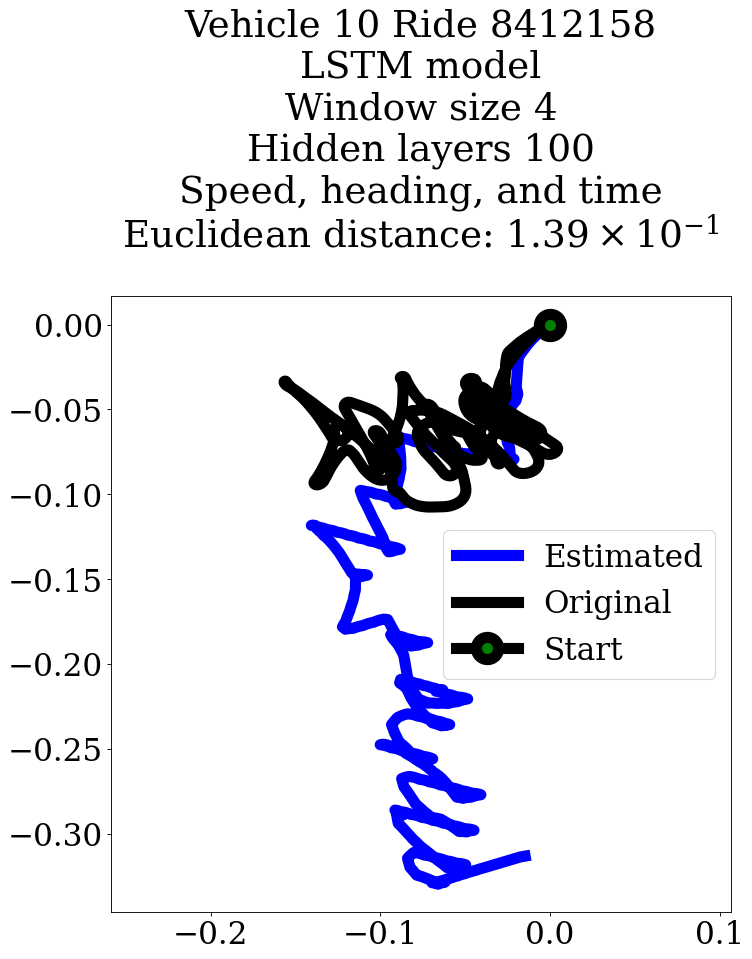 Vehicle 10 Ride 8412158
LSTM model
Window size 4
Hidden layers 100
Speed, heading, and time
Euclidean distance: 1.39 × 10⁻¹
0.00
−0.05
−0.10
−0.15
−0.20
−0.25
−0.30
Estimated
Original
Start
−0.2
−0.1
0.0
0.1